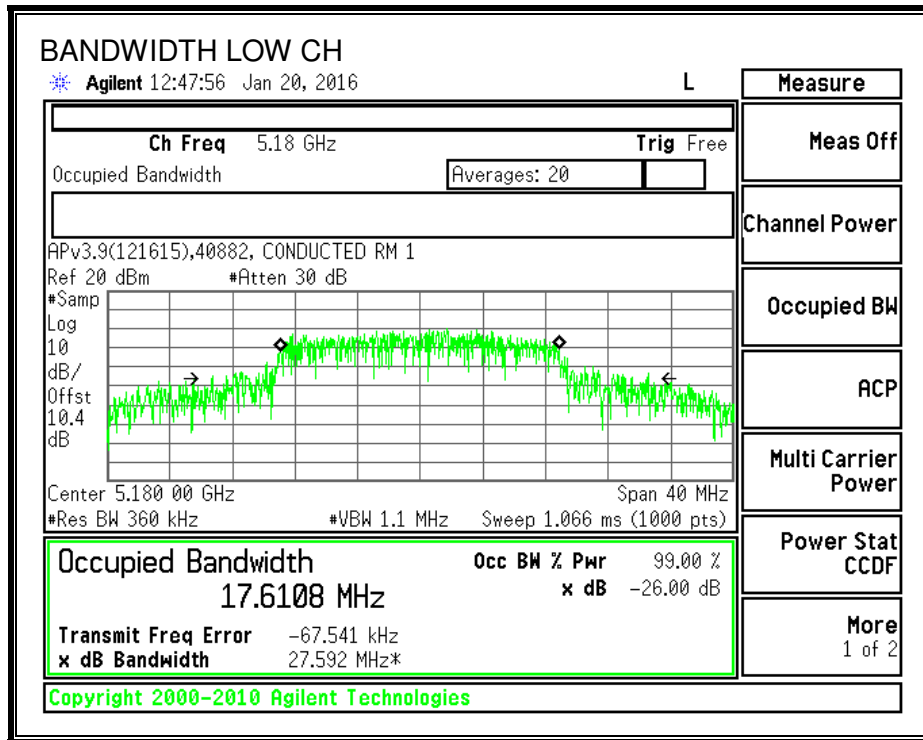 BANDWIDTH LOW CH
Agilent 12:47:56 Jan 20, 2016 L
Measure
Ch Freq 5.18 GHz Trig Free
Occupied Bandwidth Averages: 20
APv3.9(121615),40882, CONDUCTED RM 1
Ref 20 dBm #Atten 30 dB
#Samp
Log
10
dB/
Offst
10.4
dB
Center 5.180 00 GHz Span 40 MHz
#Res BW 360 kHz #VBW 1.1 MHz Sweep 1.066 ms (1000 pts)
Occupied Bandwidth Occ BW % Pwr 99.00 %
17.6108 MHz x dB -26.00 dB
Transmit Freq Error -67.541 kHz
x dB Bandwidth 27.592 MHz*
Copyright 2000-2010 Agilent Technologies
Meas Off
Channel Power
Occupied BW
ACP
Multi Carrier
Power
Power Stat
CCDF
More
1 of 2